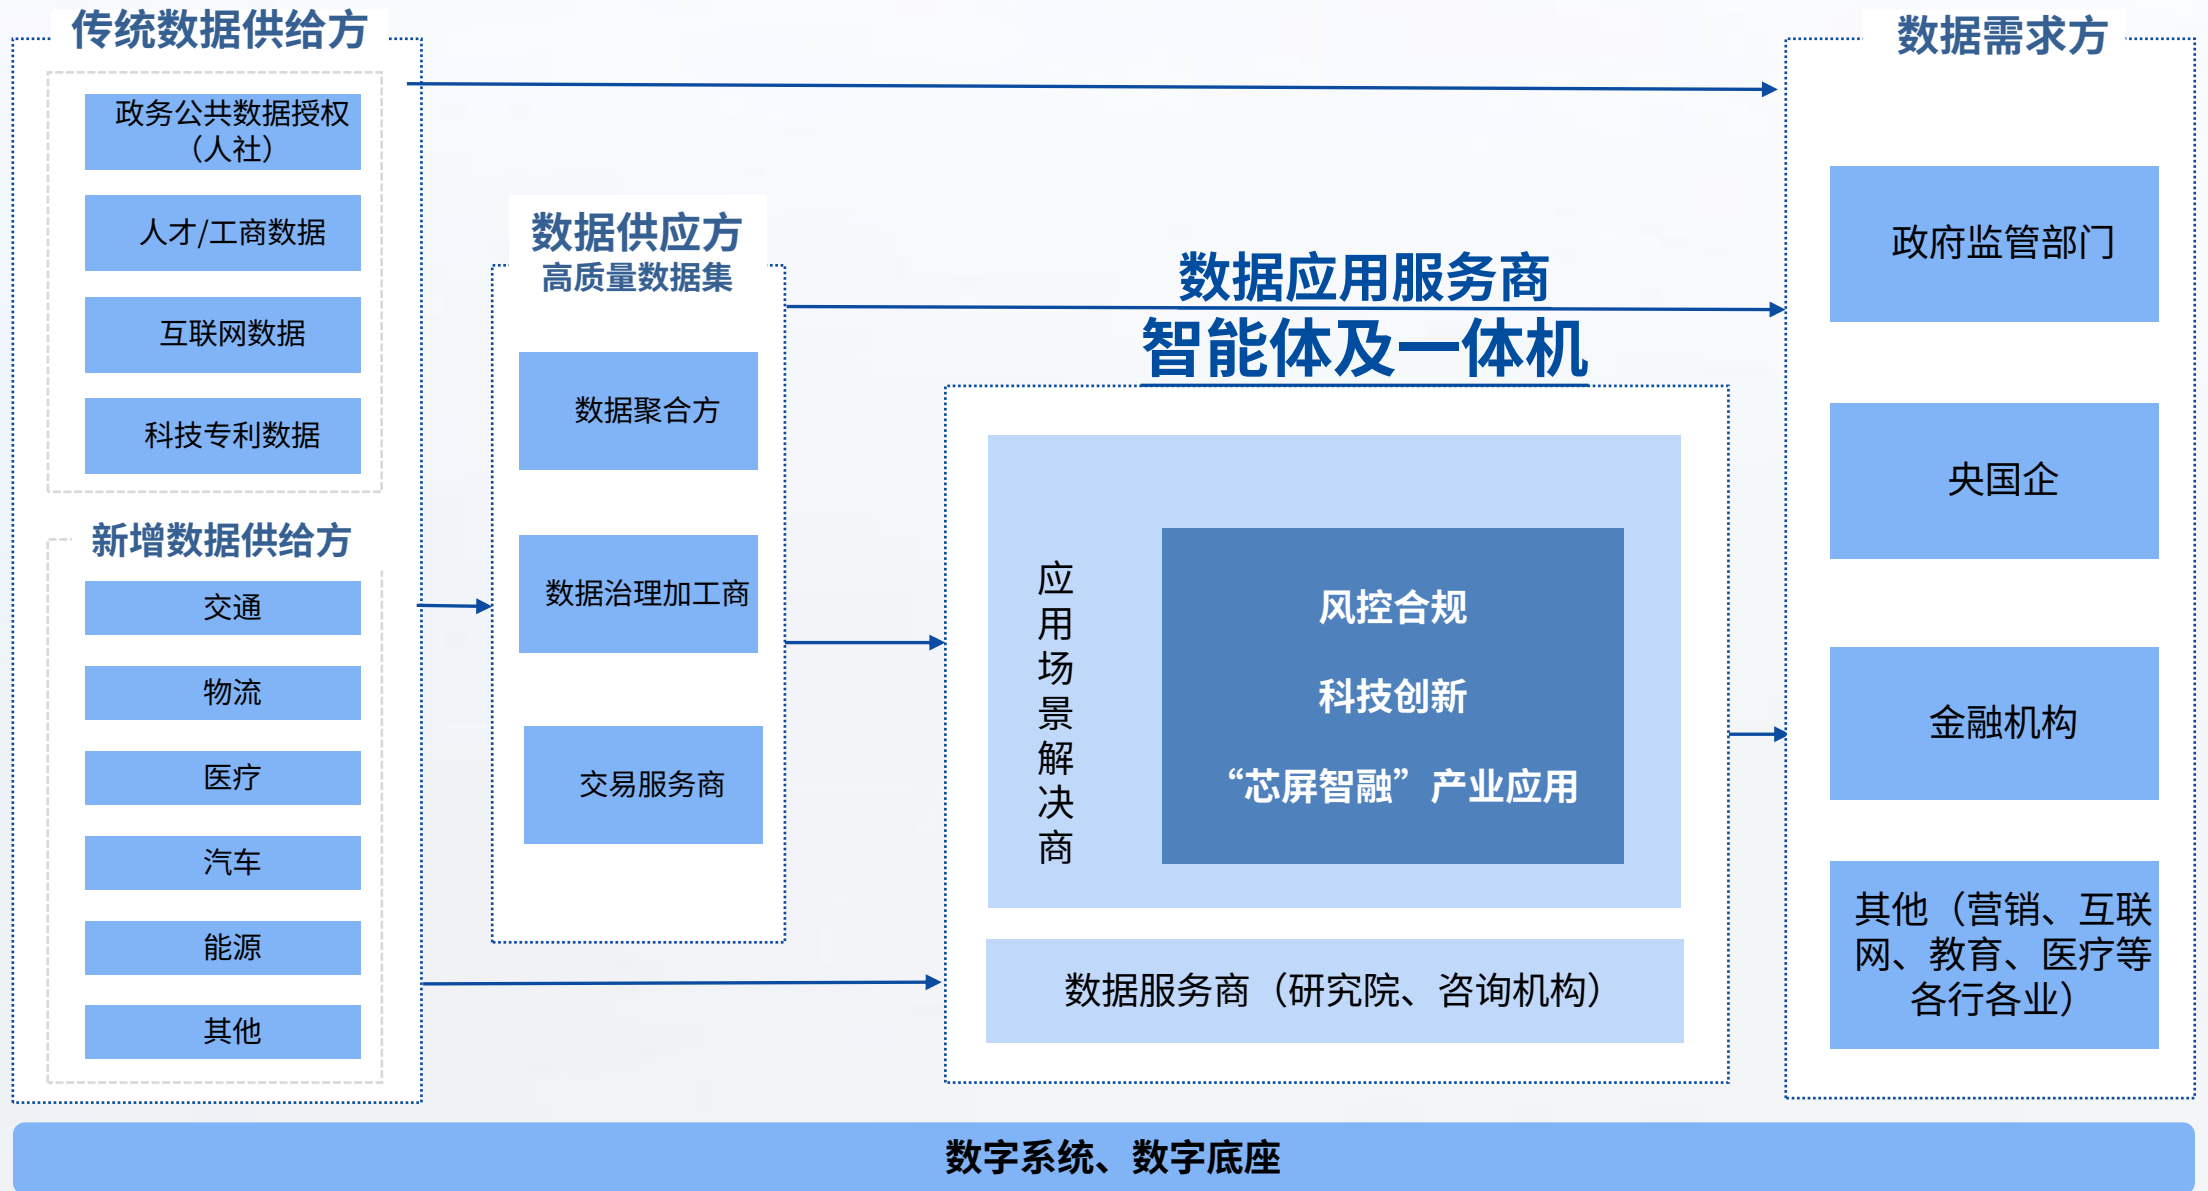 传统数据供给方
政务公共数据授权
（人社）
人才/工商数据
互联网数据
科技专利数据
新增数据供给方
交通
物流
医疗
汽车
能源
其他
数据供应方
高质量数据集
数据聚合方
数据治理加工商
交易服务商
数据应用服务商
智能体及一体机
应用场景解决商
风控合规
科技创新
“芯屏智融”产业应用
数据服务商（研究院、咨询机构）
数据需求方
政府监管部门
央国企
金融机构
其他（营销、互联
网、教育、医疗等
各行各业）
数字系统、数字底座